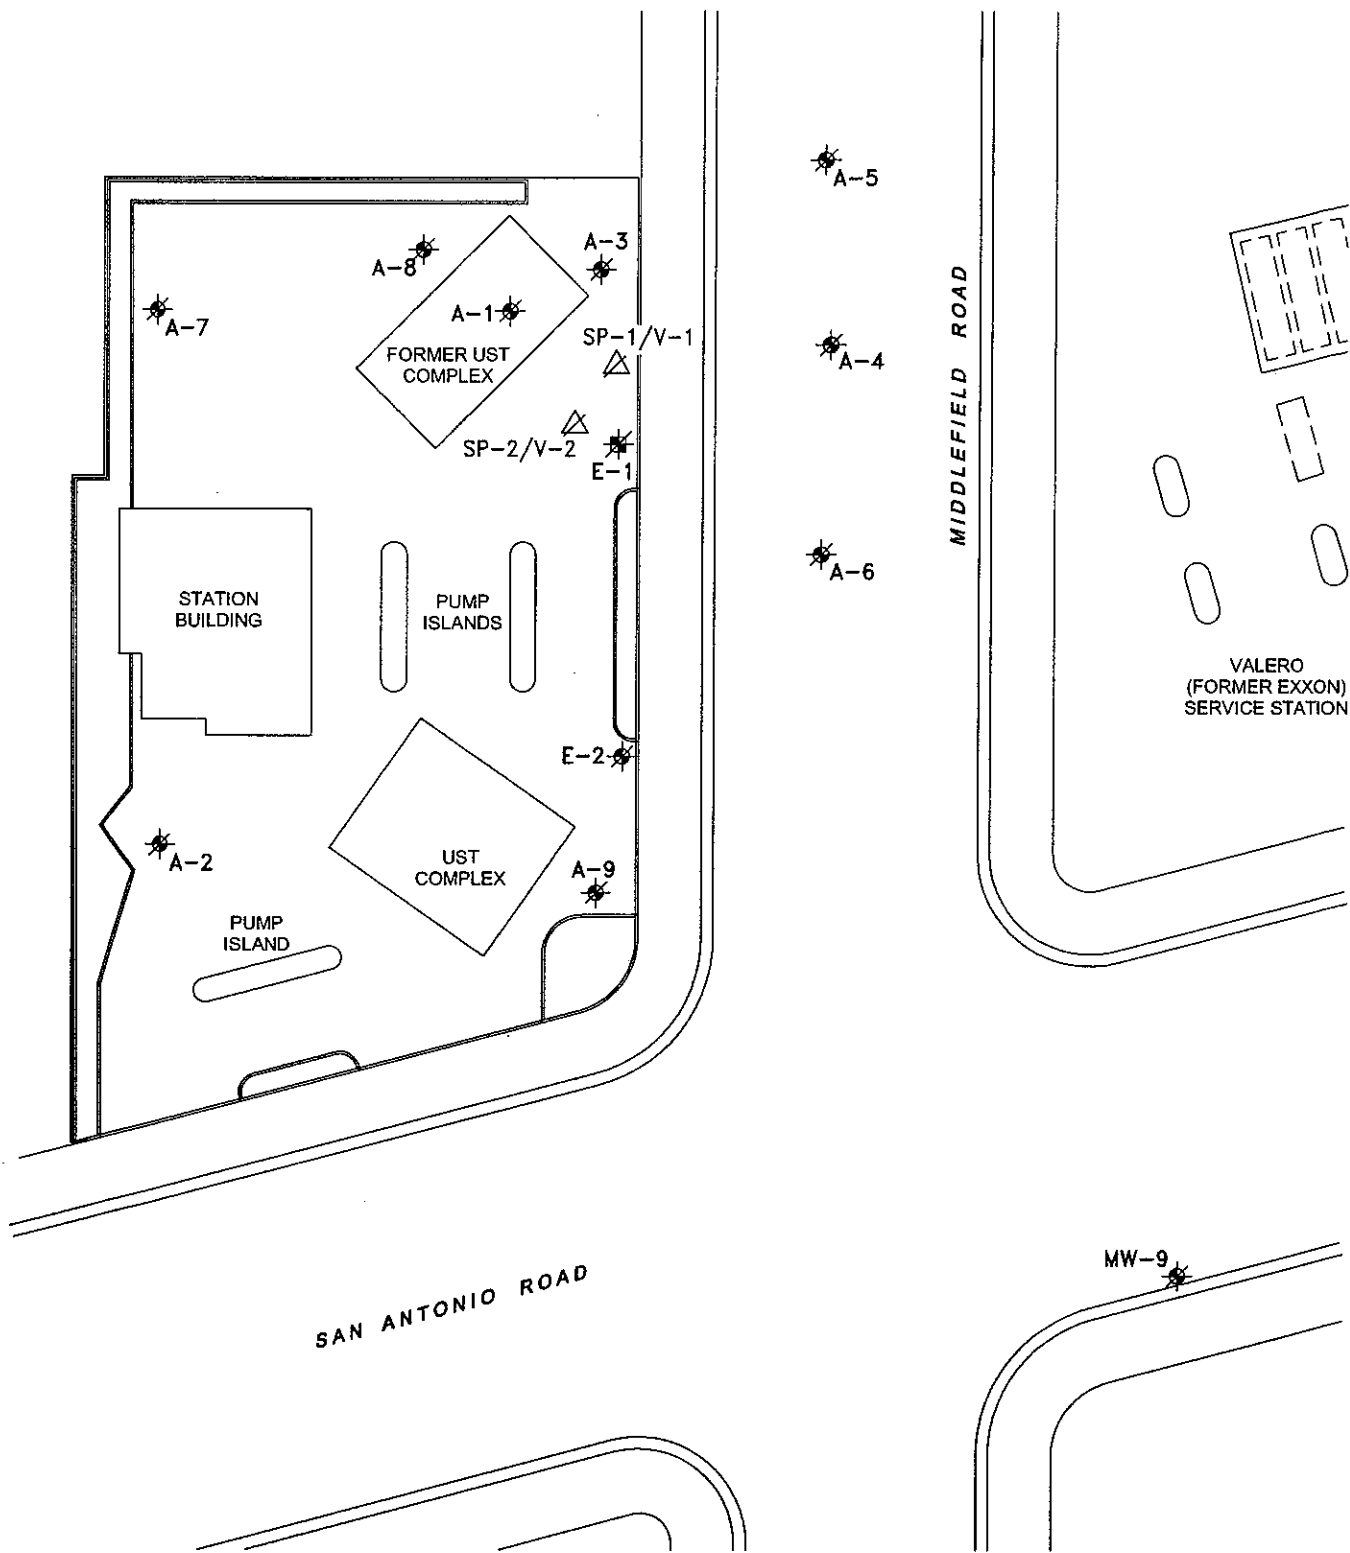 A-5
A-3
A-8
A-1
A-7
SP-1/V-1
FORMER UST
COMPLEX
A-4
SP-2/V-2
E-1
MIDDLEFIELD ROAD
A-6
STATION
BUILDING
PUMP
ISLANDS
VALERO
(FORMER EXXON)
SERVICE STATION
E-2
A-2
UST
COMPLEX
A-9
PUMP
ISLAND
MW-9
SAN ANTONIO ROAD